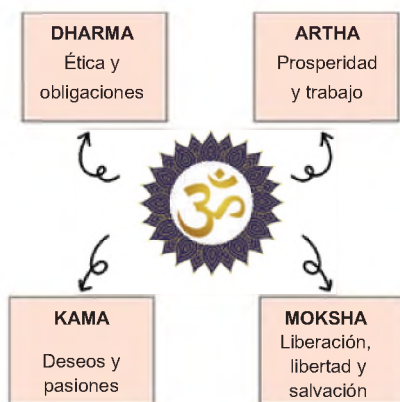 DHARMA
Ética y
obligaciones
ARTHA
Prosperidad
y trabajo
ॐ
KAMA
Deseos y
pasiones
MOKSHA
Liberación,
libertad y
salvación